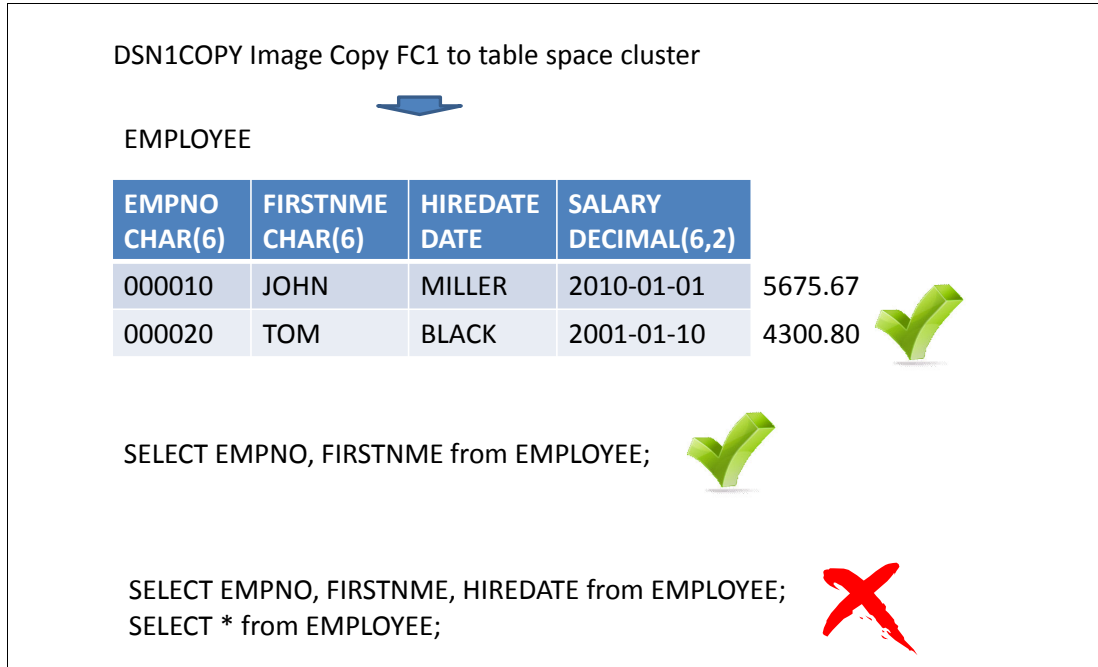 DSN1COPY Image Copy FC1 to table space cluster
EMPLOYEE
EMPNO CHAR(6) FIRSTNME CHAR(6) HIREDATE DATE SALARY DECIMAL(6,2)
000010 JOHN MILLER 2010-01-01 5675.67
000020 TOM BLACK 2001-01-10 4300.80
SELECT EMPNO, FIRSTNME from EMPLOYEE;
SELECT EMPNO, FIRSTNME, HIREDATE from EMPLOYEE;
SELECT * from EMPLOYEE;